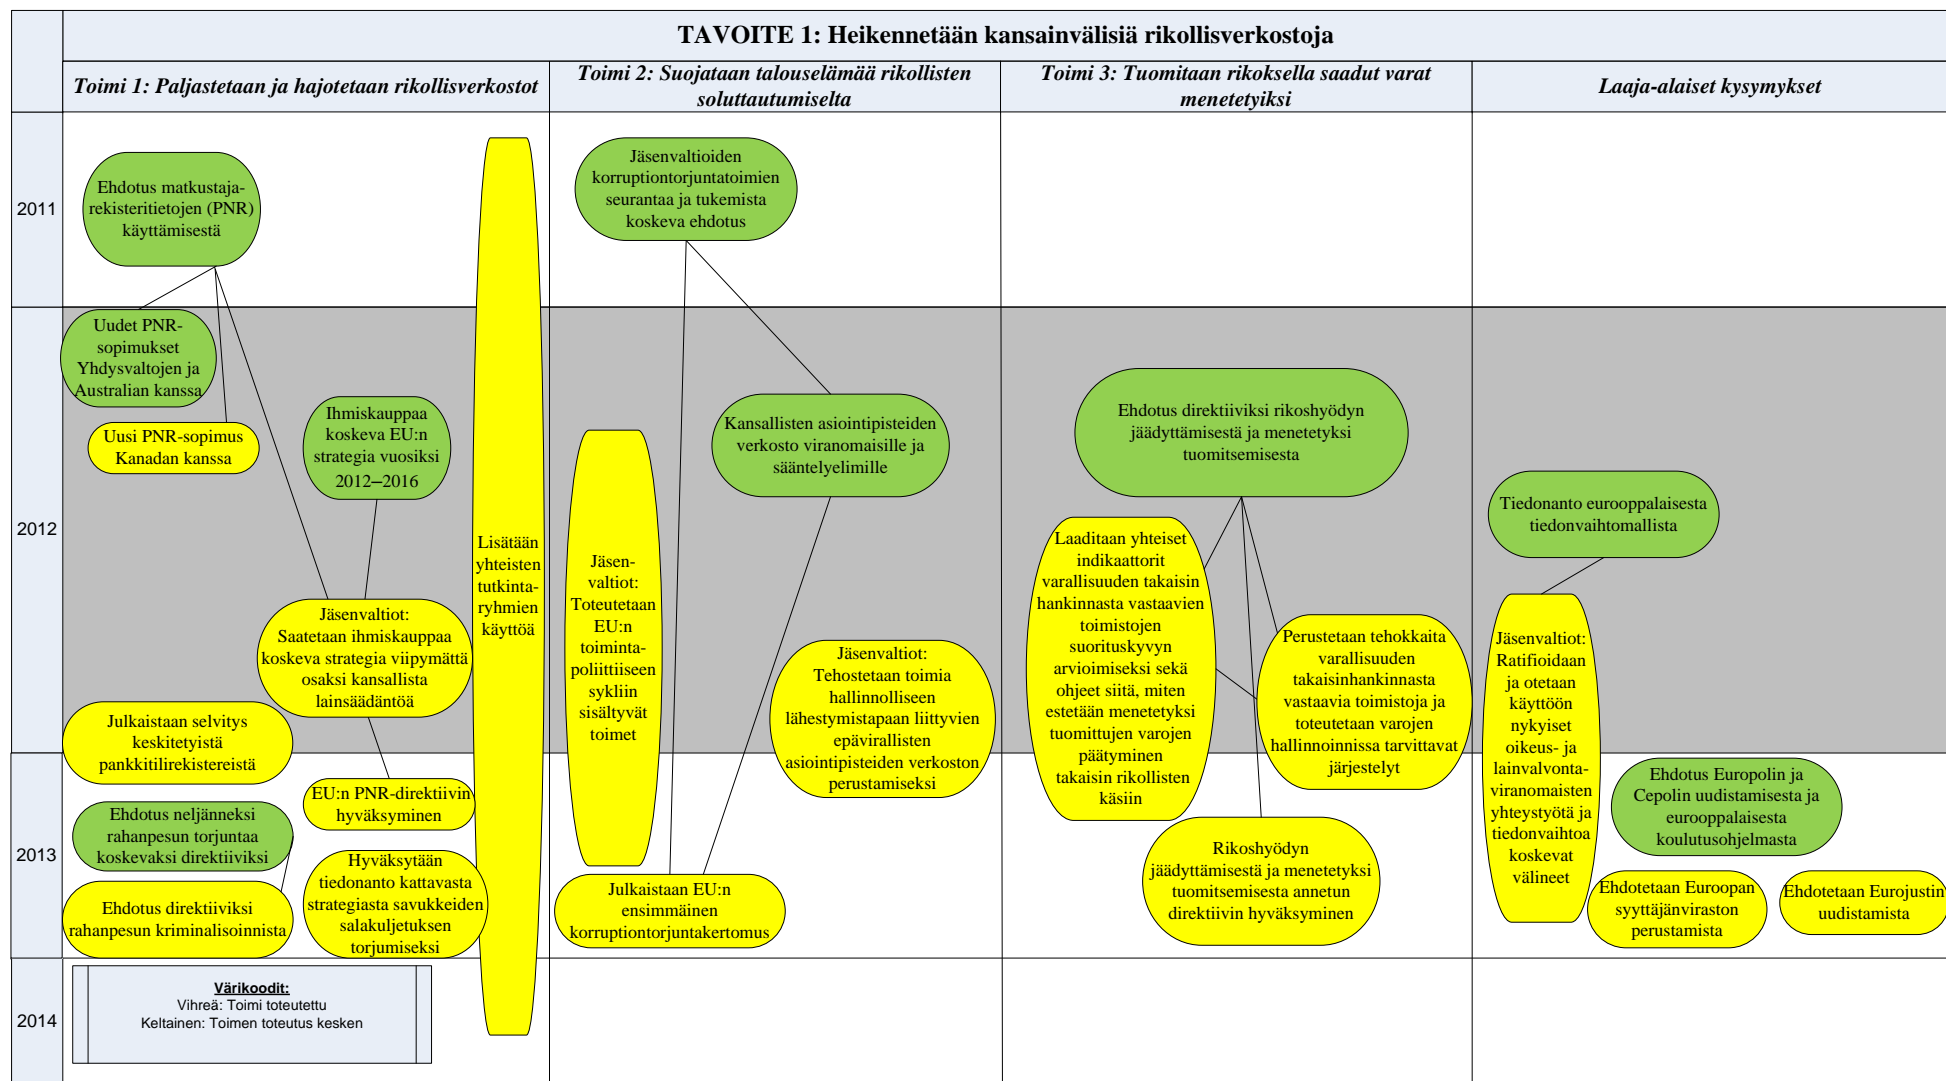 TAVOITE 1: Heikennetään kansainvälisiä rikollisverkostoja
Toimi 1: Paljastetaan ja hajotetaan rikollisverkostot
Toimi 2: Suojataan talouselämää rikollisten
soluttautumiselta
Toimi 3: Tuomitaan rikoksella saadut varat
menetetyiksi
Laaja-alaiset kysymykset
2011
Ehdotus matkustaja-
rekisteritietojen (PNR)
käyttämisestä
Jäsenvaltioiden
korruptiontorjuntatoimien
seurantaa ja tukemista
koskeva ehdotus
2012
Uudet PNR-
sopimukset
Yhdysvaltojen ja
Australian kanssa
Uusi PNR-sopimus
Kanadan kanssa
Ihmiskauppaa
koskeva EU:n
strategia vuosiksi
2012–2016
Jäsenvaltiot:
Saatetaan ihmiskauppaa
koskeva strategia viipymättä
osaksi kansallista
lainsäädäntöä
Julkaistaan selvitys
keskitetyistä
pankkitilirekistereistä
Lisätään
yhteisten
tutkinta-
ryhmien
käyttöä
Jäsen-
valtiot:
Toteutetaan
EU:n
toiminta-
poliittiseen
sykliin
sisältyvät
toimet
Kansallisten asiointipisteiden
verkosto viranomaisille ja
sääntelyelimille
Jäsenvaltiot:
Tehostetaan toimia
hallinnolliseen
lähestymistapaan liittyvien
epävirallisten
asiointipisteiden verkoston
perustamiseksi
Ehdotus direktiiviksi rikoshyödyn
jäädyttämisestä ja menetetyksi
tuomitsemisesta
Laaditaan yhteiset
indikaattorit
varallisuuden takaisin
hankinnasta vastaavien
toimistojen
suorituskyvyn
arvioimiseksi sekä
ohjeet siitä, miten
estetään menetetyksi
tuomittujen varojen
päätyminen
takaisin rikollisten
käsiin
Perustetaan tehokkaita
varallisuuden
takaisinhankinnasta
vastaavia toimistoja ja
toteutetaan varojen
hallinnoinnissa tarvittavat
järjestelyt
Tiedonanto eurooppalaisesta
tiedonvaihtomallista
Jäsenvaltiot:
Ratifioidaan
ja otetaan
käyttöön
nykyiset
oikeus- ja
lainvalvonta-
viranomaisten
yhteystyötä ja
tiedonvaihtoa
koskevat
välineet
2013
Ehdotus neljänneksi
rahanpesun torjuntaa
koskevaksi direktiiviksi
EU:n PNR-direktiivin
hyväksyminen
Ehdotus direktiiviksi
rahanpesun kriminalisoinnista
Hyväksytään
tiedonanto kattavasta
strategiasta savukkeiden
salakuljetuksen
torjumiseksi
Julkaistaan EU:n
ensimmäinen
korruptiontorjuntakertomus
Rikoshyödyn
jäädyttämisestä ja menetetyksi
tuomitsemisesta annetun
direktiivin hyväksyminen
Ehdotus Europolin ja
Cepolin uudistamisesta ja
eurooppalaisesta
koulutusohjelmasta
Ehdotetaan Euroopan
syyttäjänviraston
perustamista
Ehdotetaan Eurojustin
uudistamista
2014
Värikoodit:
Vihreä: Toimi toteutettu
Keltainen: Toimen toteutus kesken